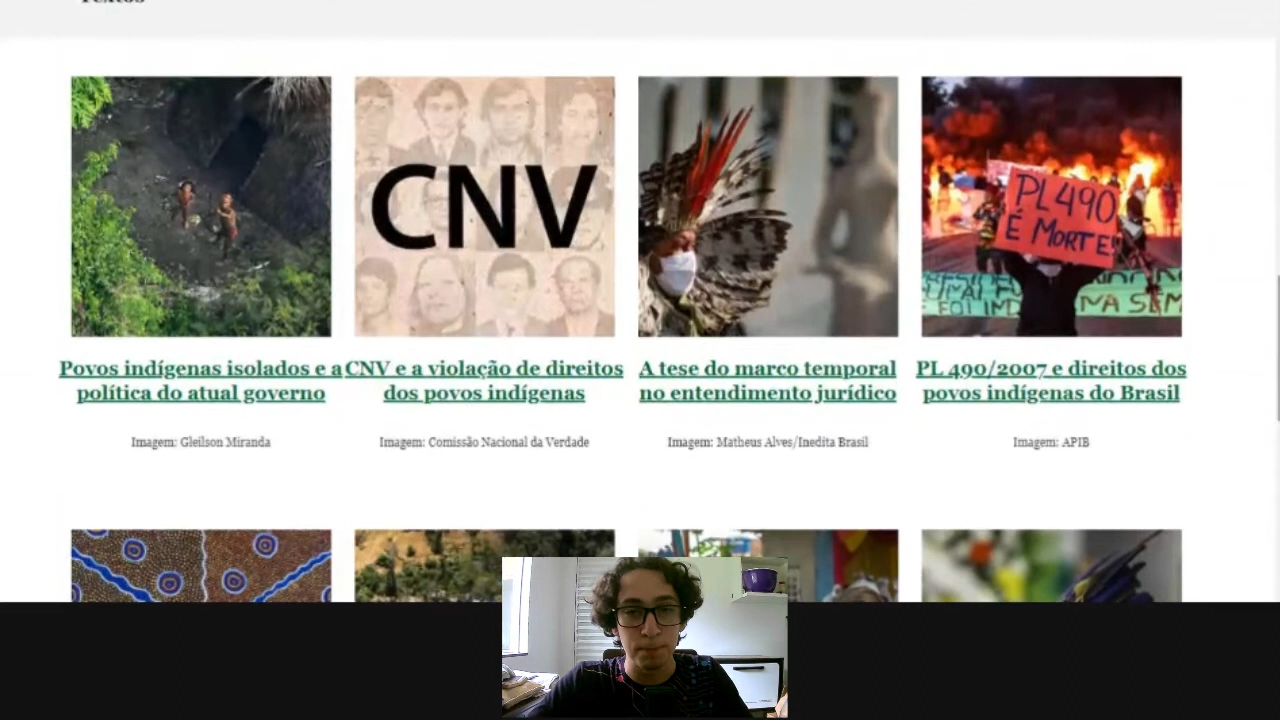 Textos
CNV
PL 490
É MORTE!
Povos indígenas isolados e a
política do atual governo
CNV e a violação de direitos
dos povos indígenas
A tese do marco temporal
no entendimento jurídico
PL 490/2007 e direitos dos
povos indígenas do Brasil
Imagem: Gleilson Miranda
Imagem: Comissão Nacional da Verdade
Imagem: Matheus Alves/Inedita Brasil
Imagem: APIB